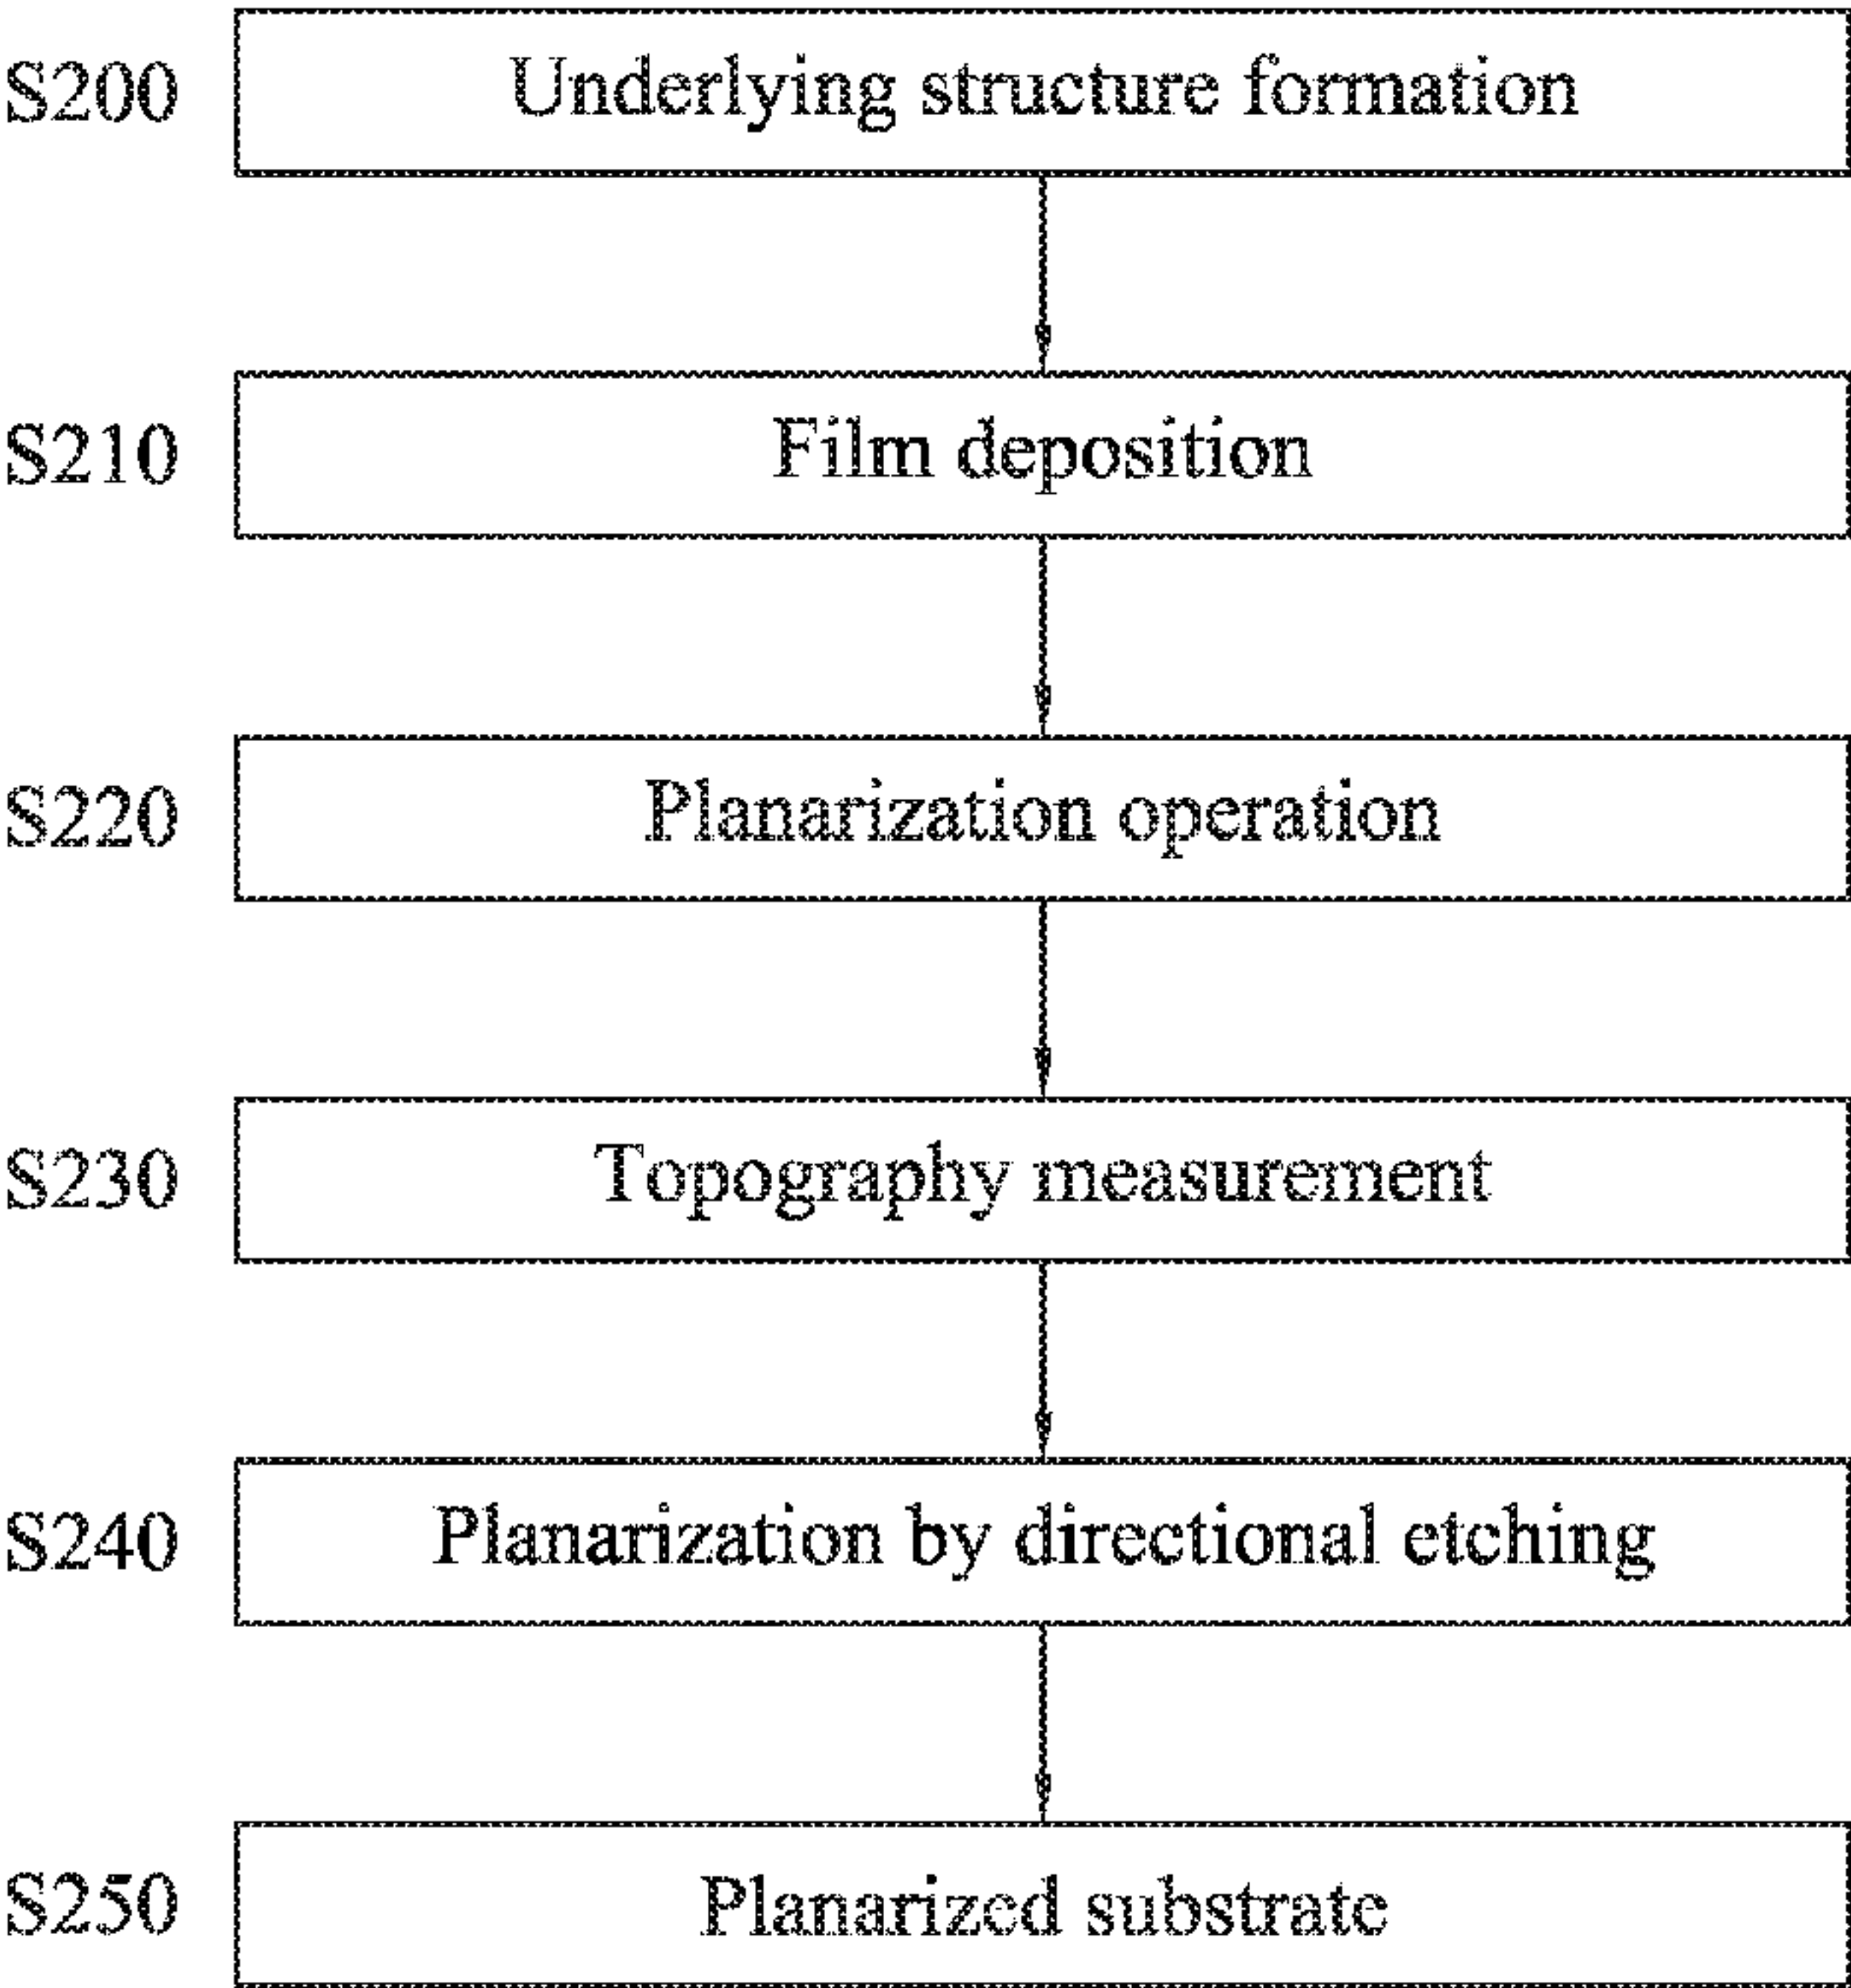 S200 Underlying structure formation
S210 Film deposition
S220 Planarization operation
S230 Topography measurement
S240 Planarization by directional etching
S250 Planarized substrate